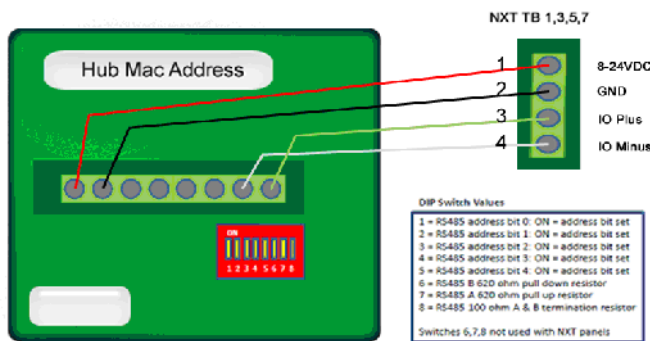 NXT TB 1,3,5,7
Hub Mac Address
1 8-24VDC
2 GND
3 IO Plus
4 IO Minus
ON
1 2 3 4 5 6 7 8
DIP Switch Values
1 = RS485 address bit 0: ON = address bit set
2 = RS485 address bit 1: ON = address bit set
3 = RS485 address bit 2: ON = address bit set
4 = RS485 address bit 3: ON = address bit set
5 = RS485 address bit 4: ON = address bit set
6 = RS485 B 620 ohm pull down resistor
7 = RS485 A 620 ohm pull up resistor
8 = RS485 100 ohm A & B termination resistor
Switches 6,7,8 not used with NXT panels